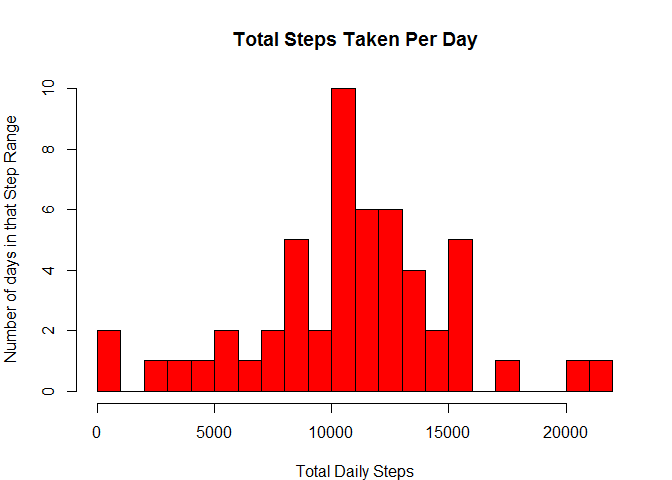 Total Steps Taken Per Day
Number of days in that Step Range
10
8
6
4
2
0
0 5000 10000 15000 20000
Total Daily Steps